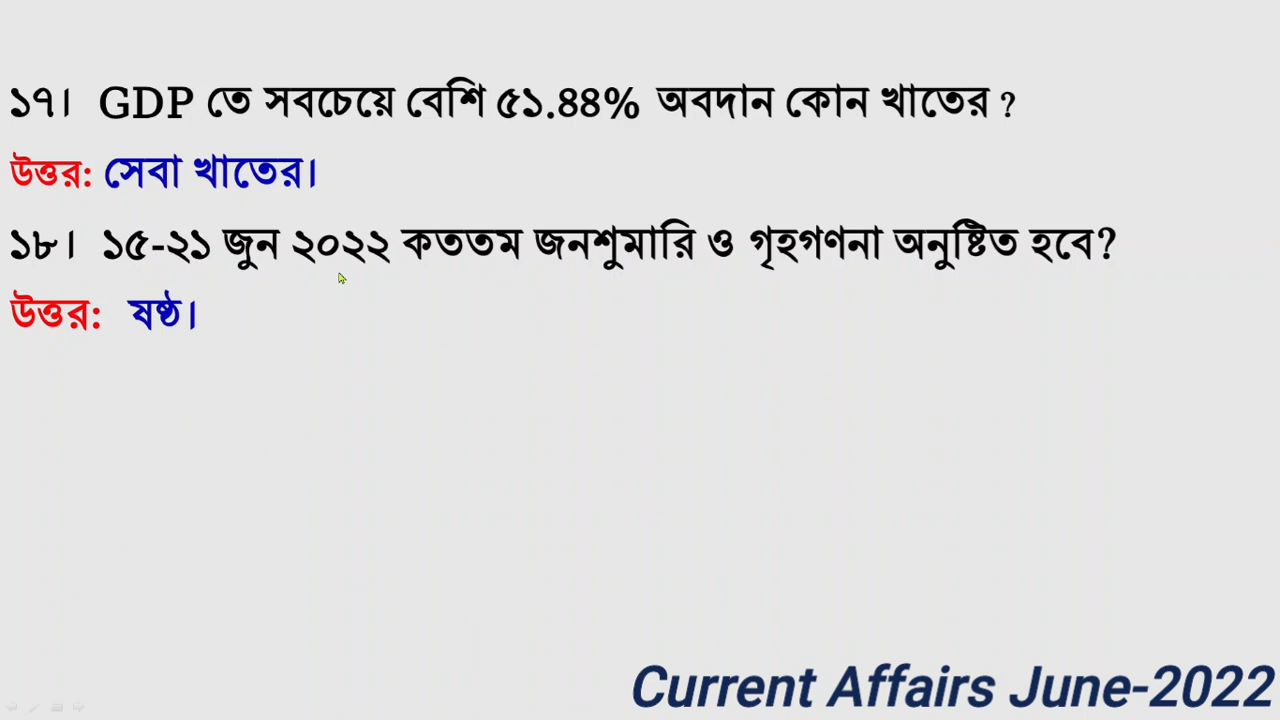 ১৭। GDP তে সবচেয়ে বেশি ৫১.৪৪% অবদান কোন খাতের ?
উত্তর: সেবা খাতের।
১৮। ১৫-২১ জুন ২০২২ কততম জনশুমারি ও গৃহগণনা অনুষ্টিত হবে?
উত্তর: ষষ্ঠ।
Current Affairs June-2022